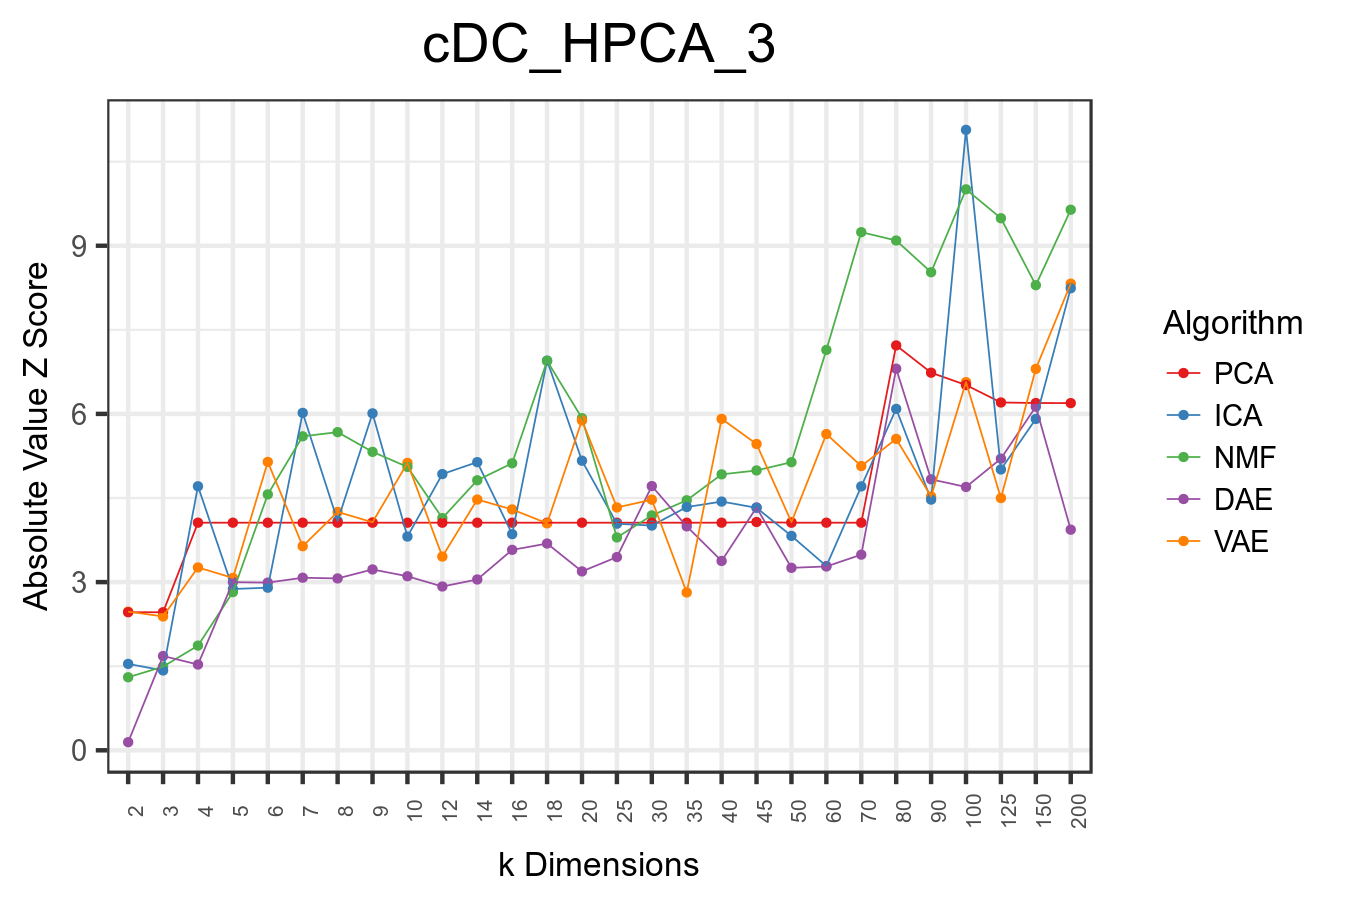 cDC_HPCA_3
Absolute Value Z Score
9
6
3
0
2 3 4 5 6 7 8 9 10 12 14 16 18 20 25 30 35 40 45 50 60 70 80 90 100 125 150 200
k Dimensions
Algorithm
PCA
ICA
NMF
DAE
VAE